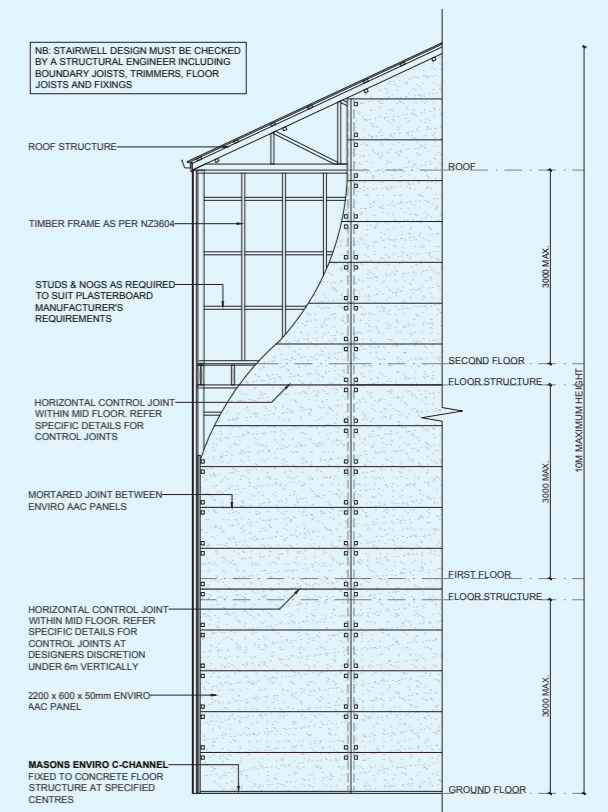 NB: STAIRWELL DESIGN MUST BE CHECKED
BY A STRUCTURAL ENGINEER INCLUDING
BOUNDARY JOISTS, TRIMMERS, FLOOR
JOISTS AND FIXINGS
ROOF STRUCTURE
ROOF
TIMBER FRAME AS PER NZ3604
3000 MAX.
STUDS & NOGS AS REQUIRED
TO SUIT PLASTERBOARD
MANUFACTURER'S
REQUIREMENTS
SECOND FLOOR
FLOOR STRUCTURE
10M MAXIMUM HEIGHT
HORIZONTAL CONTROL JOINT
WITHIN MID FLOOR. REFER
SPECIFIC DETAILS FOR
CONTROL JOINTS
3000 MAX.
MORTARED JOINT BETWEEN
ENVIRO AAC PANELS
FIRST FLOOR
FLOOR STRUCTURE
HORIZONTAL CONTROL JOINT
WITHIN MID FLOOR. REFER
SPECIFIC DETAILS FOR
CONTROL JOINTS AT
DESIGNERS DISCRETION
UNDER 6m VERTICALLY
3000 MAX.
2200 x 600 x 50mm ENVIRO
AAC PANEL
MASONS ENVIRO C-CHANNEL
FIXED TO CONCRETE FLOOR
STRUCTURE AT SPECIFIED
CENTRES
GROUND FLOOR